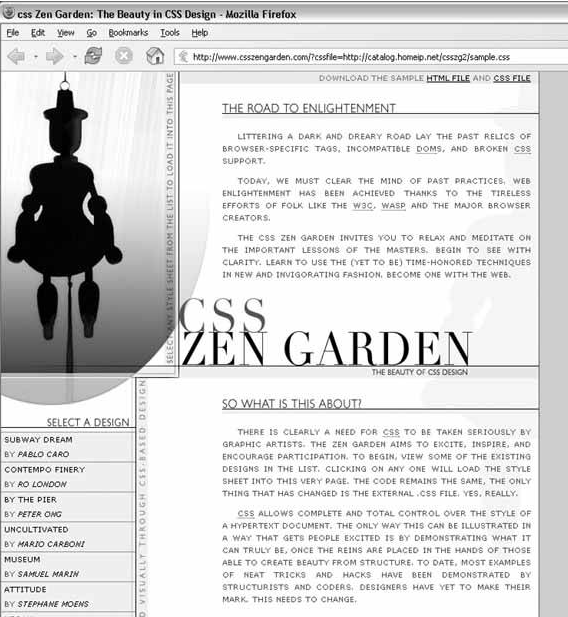 css Zen Garden: The Beauty in CSS Design - Mozilla Firefox
File Edit View Go Bookmarks Tools Help
http://www.csszengarden.com/?cssfile=http://catalog.homeip.net/csszg2/sample.css
DOWNLOAD THE SAMPLE HTML FILE AND CSS FILE
SELECT ANY STYLE SHEET FROM THE LIST TO LOAD IT INTO THIS PAGE
THE ROAD TO ENLIGHTENMENT
LITTERING A DARK AND DREARY ROAD LAY THE PAST RELICS OF
BROWSER-SPECIFIC TAGS, INCOMPATIBLE DOMS, AND BROKEN CSS
SUPPORT.
TODAY, WE MUST CLEAR THE MIND OF PAST PRACTICES. WEB
ENLIGHTENMENT HAS BEEN ACHIEVED THANKS TO THE TIRELESS
EFFORTS OF FOLK LIKE THE W3C, WASP AND THE MAJOR BROWSER
CREATORS.
THE CSS ZEN GARDEN INVITES YOU TO RELAX AND MEDITATE ON
THE IMPORTANT LESSONS OF THE MASTERS. BEGIN TO SEE WITH
CLARITY. LEARN TO USE THE (YET TO BE) TIME-HONORED TECHNIQUES
IN NEW AND INVIGORATING FASHION. BECOME ONE WITH THE WEB.
CSS
ZEN GARDEN
THE BEAUTY OF CSS DESIGN
SELECT A DESIGN
SUBWAY DREAM
BY PABLO CARO
CONTEMPO FINERY
BY RO LONDON
BY THE PIER
BY PETER ONG
UNCULTIVATED
BY MARIO CARBONI
MUSEUM
BY SAMUEL MARIN
ATTITUDE
BY STEPHANE MOENS
D VISUALLY THROUGH CSS-BASED DESIGN
SO WHAT IS THIS ABOUT?
THERE IS CLEARLY A NEED FOR CSS TO BE TAKEN SERIOUSLY BY
GRAPHIC ARTISTS. THE ZEN GARDEN AIMS TO EXCITE, INSPIRE, AND
ENCOURAGE PARTICIPATION. TO BEGIN, VIEW SOME OF THE EXISTING
DESIGNS IN THE LIST. CLICKING ON ANY ONE WILL LOAD THE STYLE
SHEET INTO THIS VERY PAGE. THE CODE REMAINS THE SAME, THE ONLY
THING THAT HAS CHANGED IS THE EXTERNAL .CSS FILE. YES, REALLY.
CSS ALLOWS COMPLETE AND TOTAL CONTROL OVER THE STYLE OF
A HYPERTEXT DOCUMENT. THE ONLY WAY THIS CAN BE ILLUSTRATED IN
A WAY THAT GETS PEOPLE EXCITED IS BY DEMONSTRATING WHAT IT
CAN TRULY BE, ONCE THE REINS ARE PLACED IN THE HANDS OF THOSE
ABLE TO CREATE BEAUTY FROM STRUCTURE. TO DATE, MOST EXAMPLES
OF NEAT TRICKS AND HACKS HAVE BEEN DEMONSTRATED BY
STRUCTURISTS AND CODERS. DESIGNERS HAVE YET TO MAKE THEIR
MARK. THIS NEEDS TO CHANGE.